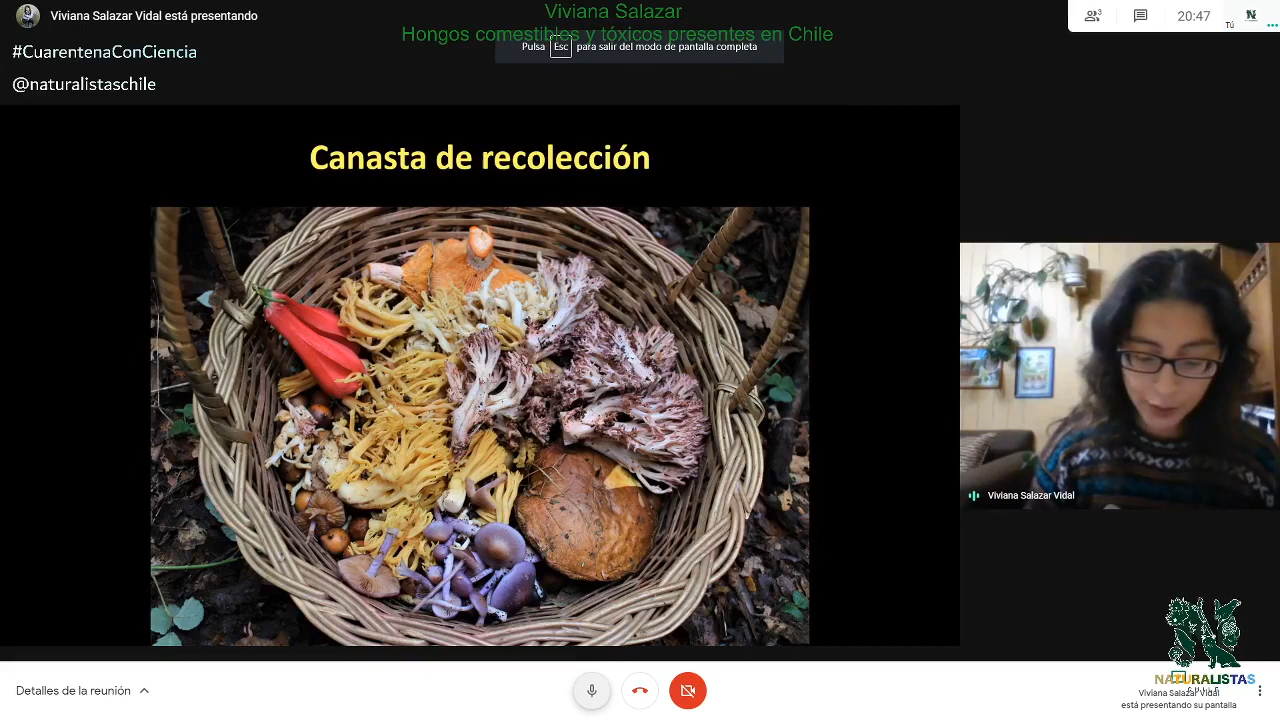 Viviana Salazar Vidal está presentando
Viviana Salazar
Hongos comestibles y tóxicos presentes en Chile
Pulsa Esc para salir del modo de pantalla completa
3
20:47
Tú
#CuarentenaConCiencia
@naturalistaschile
Canasta de recolección
Viviana Salazar Vidal
Detalles de la reunión
NATURALISTAS
CHILE
Viviana Salazar Vidal
está presentando su pantalla